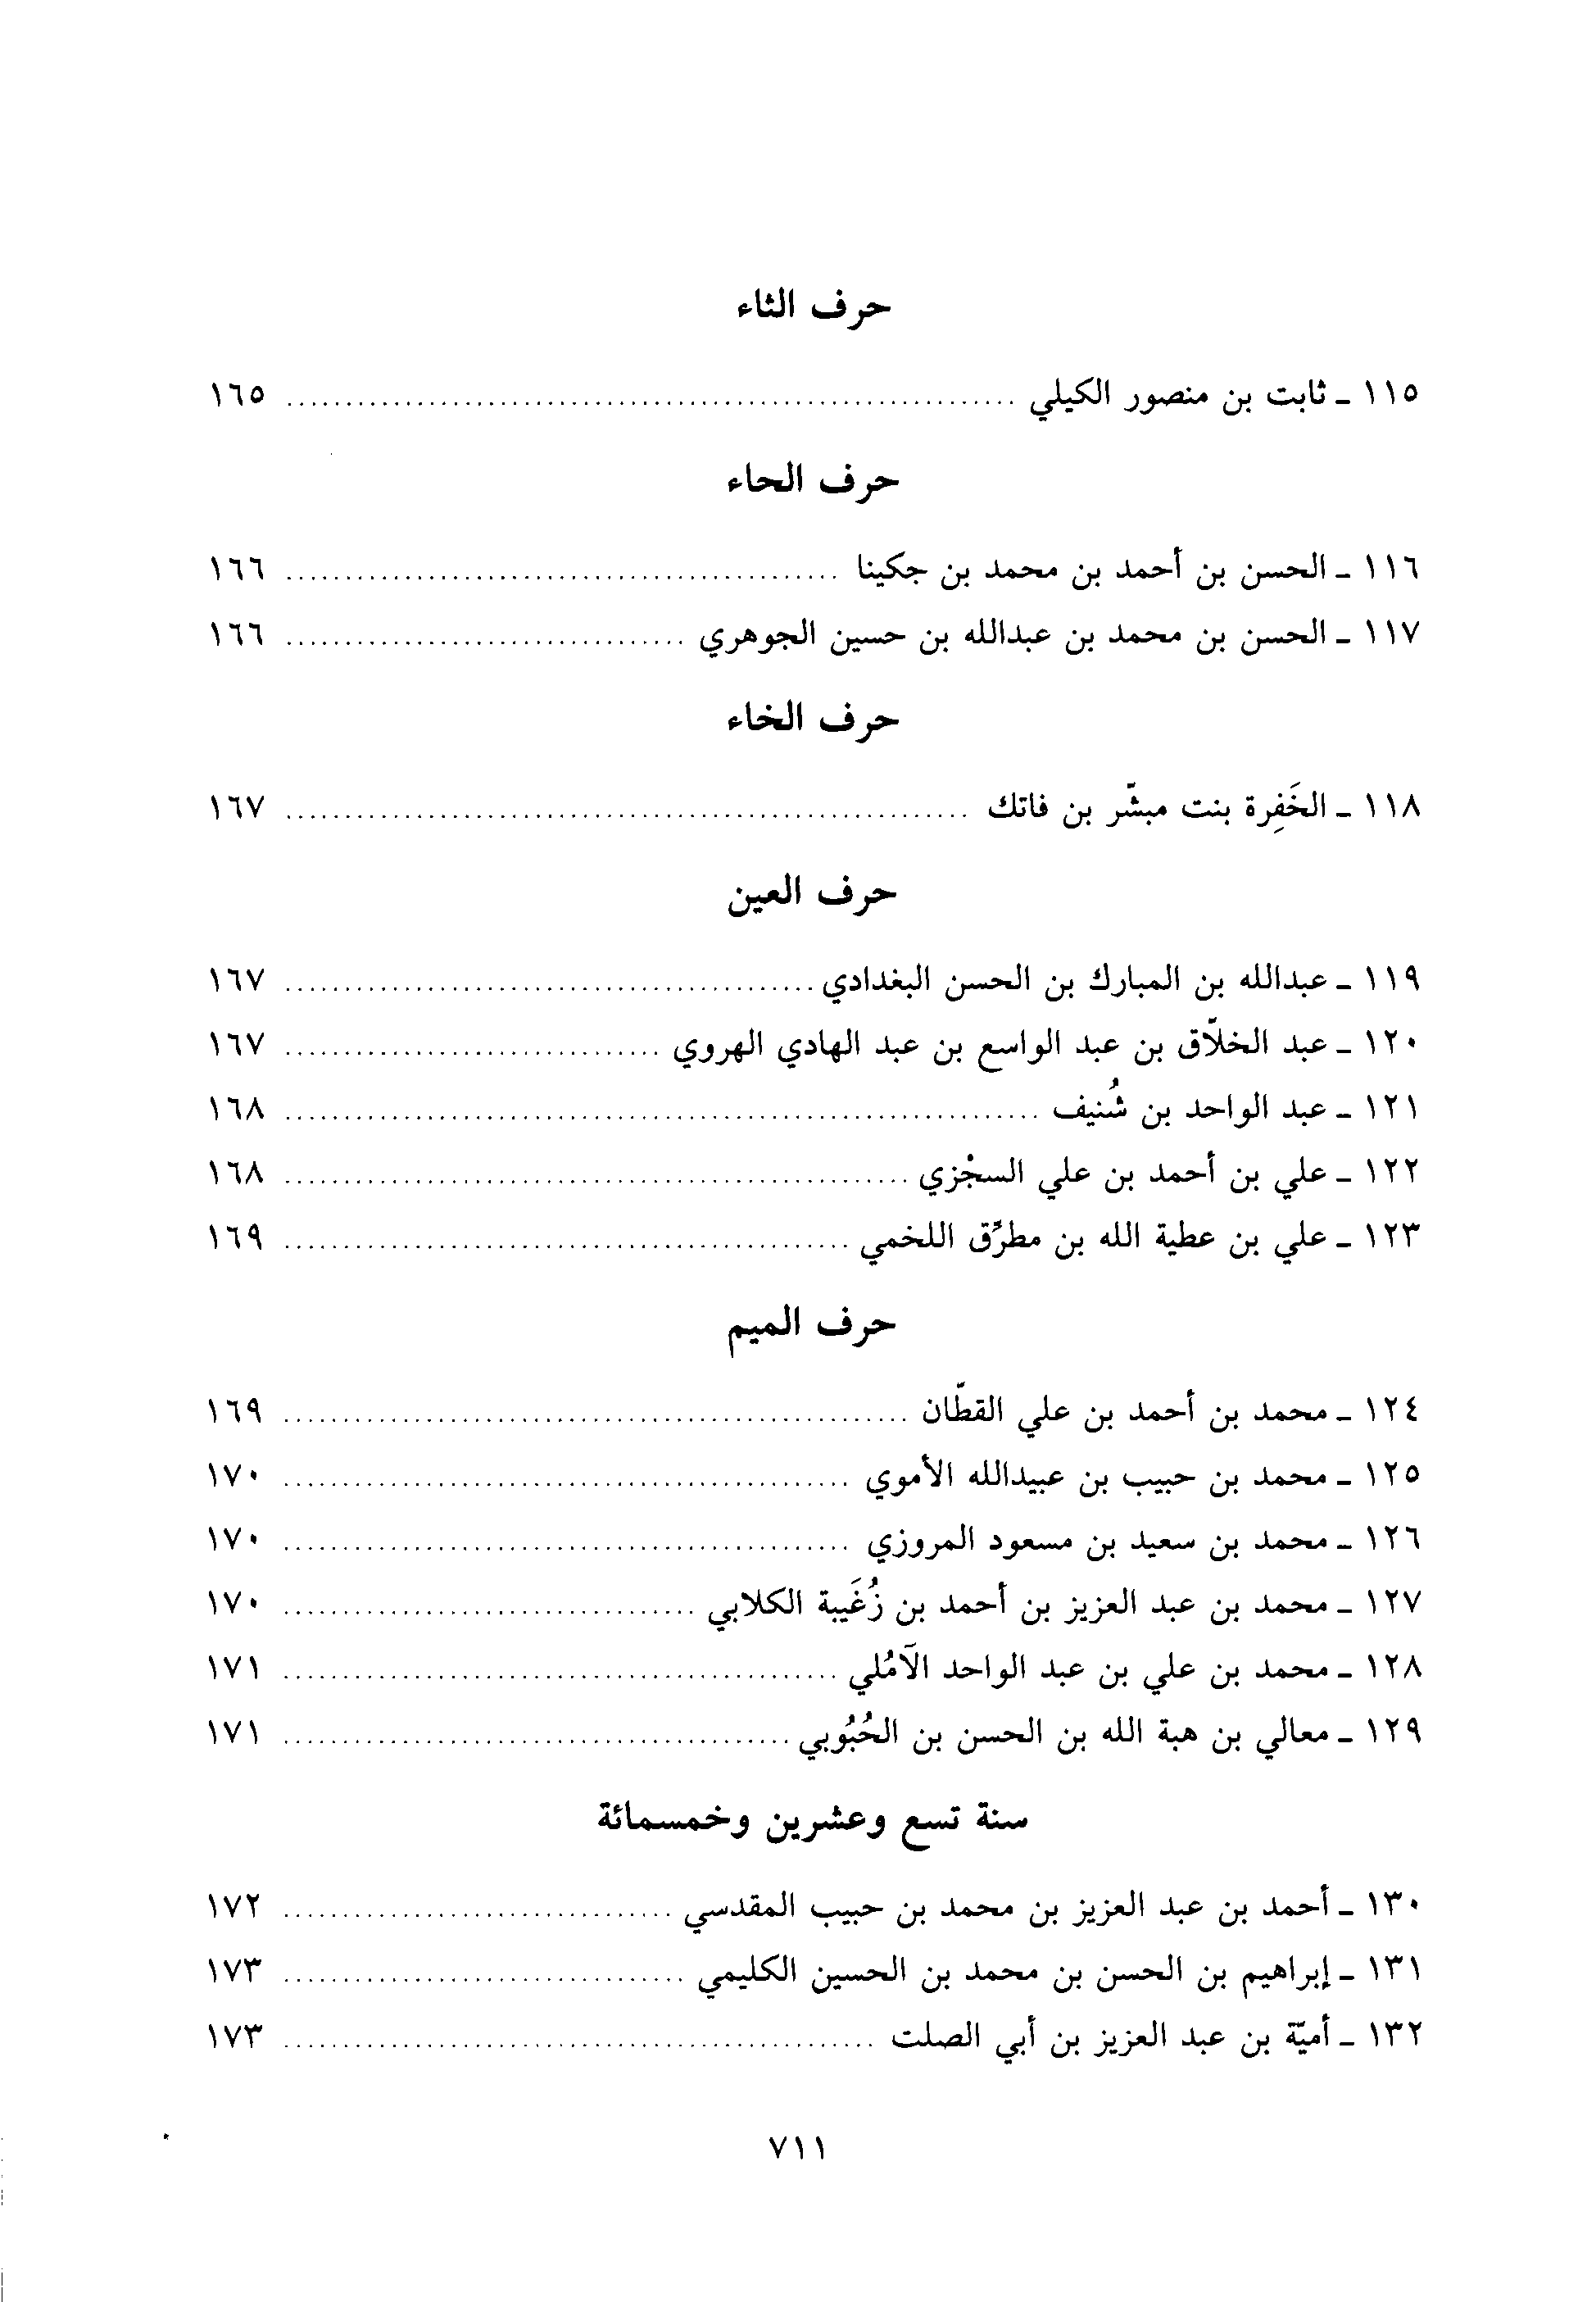 حرف الثاء
١١٥ ـ ثابت بن منصور الكيلي ........................................ ١٦٥
حرف الحاء
١١٦ ـ الحسن بن أحمد بن محمد بن جكينا ........................................ ١٦٦
١١٧ ـ الحسن بن محمد بن عبدالله بن حسين الجوهري ........................................ ١٦٦
حرف الخاء
١١٨ ـ الخَفِرة بنت مبشّر بن فاتك ........................................ ١٦٧
حرف العين
١١٩ ـ عبدالله بن المبارك بن الحسن البغدادي ........................................ ١٦٧
١٢٠ ـ عبد الخلاّق بن عبد الواسع بن عبد الهادي الهروي ........................................ ١٦٧
١٢١ ـ عبد الواحد بن شُنيف ........................................ ١٦٨
١٢٢ ـ علي بن أحمد بن علي السجْزي ........................................ ١٦٨
١٢٣ ـ علي بن عطية الله بن مطرِّق اللخمي ........................................ ١٦٩
حرف الميم
١٢٤ ـ محمد بن أحمد بن علي القطّان ........................................ ١٦٩
١٢٥ ـ محمد بن حبيب بن عبيدالله الأموي ........................................ ١٧٠
١٢٦ ـ محمد بن سعيد بن مسعود المروزي ........................................ ١٧٠
١٢٧ ـ محمد بن عبد العزيز بن أحمد بن زُغَيبة الكلابي ........................................ ١٧٠
١٢٨ ـ محمد بن علي بن عبد الواحد الآمُلي ........................................ ١٧١
١٢٩ ـ معالي بن هبة الله بن الحسن بن الحُبُوبي ........................................ ١٧١
سنة تسع وعشرين وخمسمائة
١٣٠ ـ أحمد بن عبد العزيز بن محمد بن حبيب المقدسي ........................................ ١٧٢
١٣١ ـ إبراهيم بن الحسن بن محمد بن الحسين الكليمي ........................................ ١٧٣
١٣٢ ـ أميّة بن عبد العزيز بن أبي الصلت ........................................ ١٧٣
٧١١